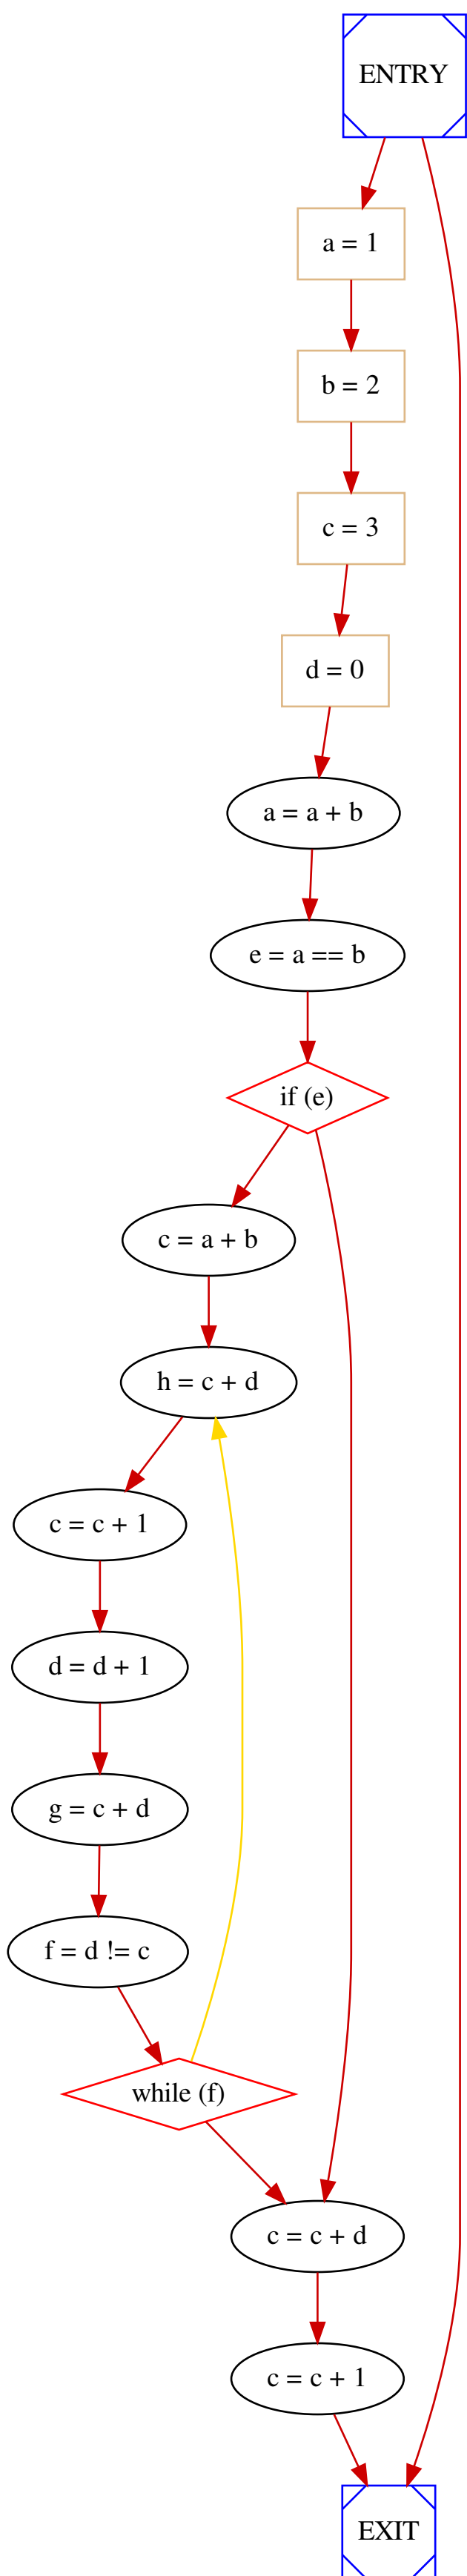 ENTRY
a = 1
b = 2
c = 3
d = 0
a = a + b
e = a == b
if (e)
c = a + b
h = c + d
c = c + 1
d = d + 1
g = c + d
f = d != c
while (f)
c = c + d
c = c + 1
EXIT